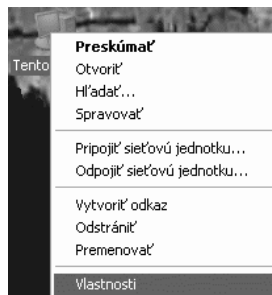 Tento
Preskúmať
Otvoriť
Hľadať...
Spravovať
Pripojiť sieťovú jednotku...
Odpojiť sieťovú jednotku...
Vytvoriť odkaz
Odstrániť
Premenovať
Vlastnosti